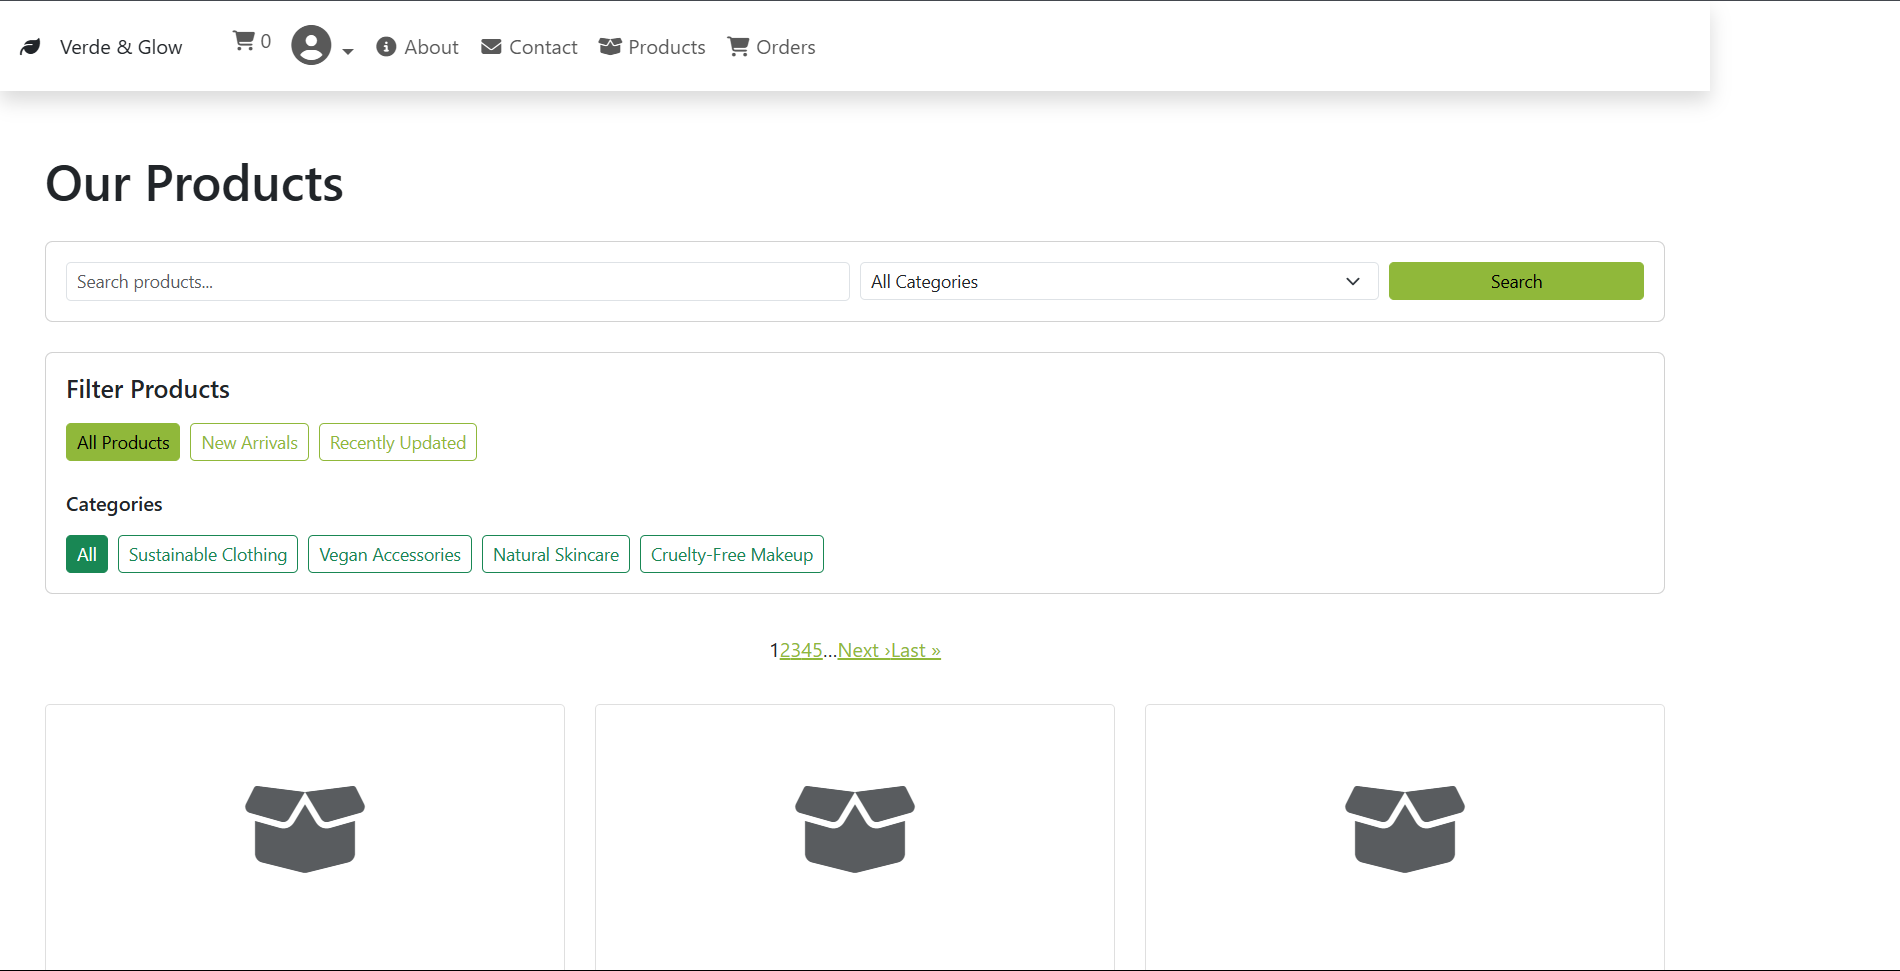 Verde & Glow 0 About Contact Products Orders
Our Products
Search products... All Categories Search
Filter Products
All Products New Arrivals Recently Updated
Categories
All Sustainable Clothing Vegan Accessories Natural Skincare Cruelty-Free Makeup
12345...Next ›Last »